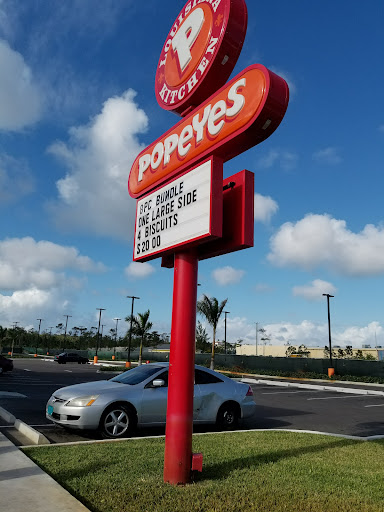 LOUISIANA
P
KITCHEN
POPEYES
8PC BUNDLE
ONE LARGE SIDE
4 BISCUITS
$20 00